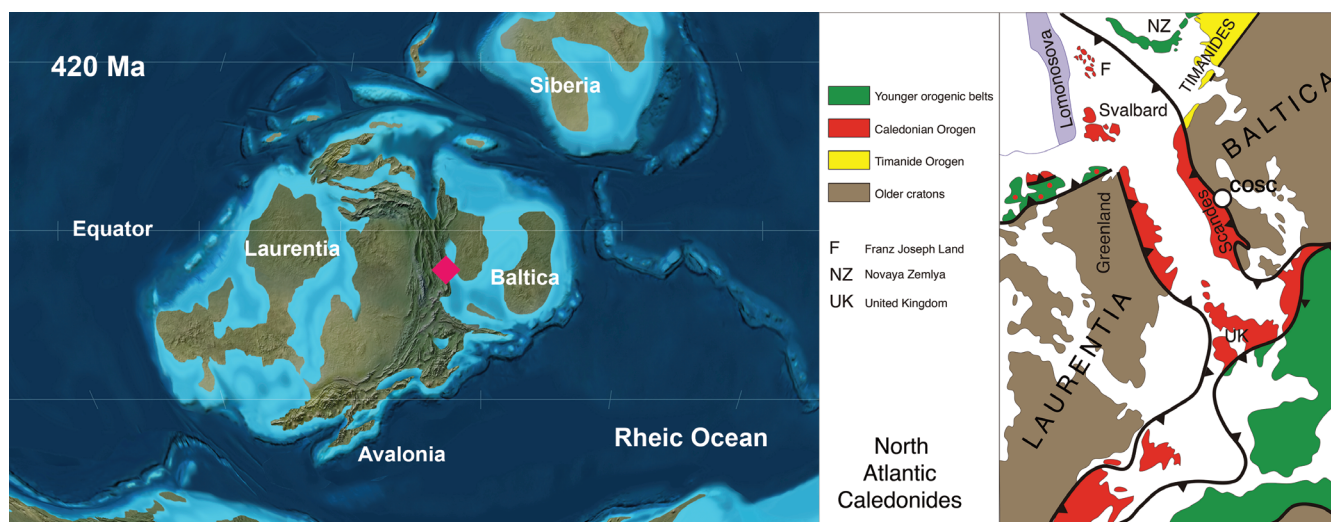 420 Ma
Siberia
Equator
Laurentia
Baltica
Rheic Ocean
Avalonia
Younger orogenic belts
Caledonian Orogen
Timanide Orogen
Older cratons
F Franz Joseph Land
NZ Novaya Zemlya
UK United Kingdom
North
Atlantic
Caledonides
NZ
TIMANIDES
Lomonosova
F
Svalbard
BALTICA
COSC
Scandes
Greenland
LAURENTIA
UK